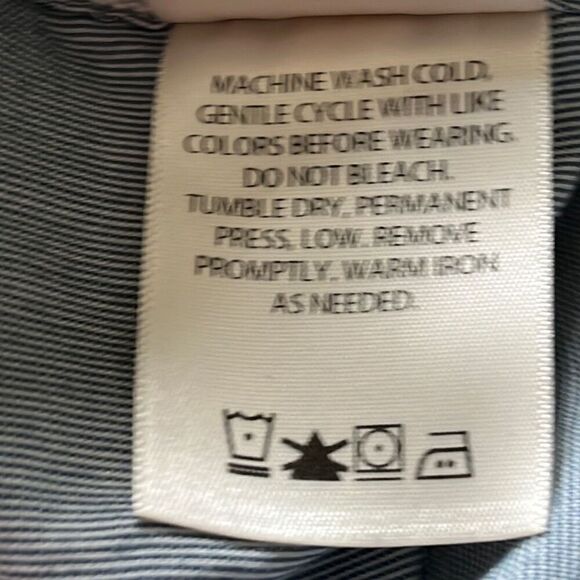 MACHINE WASH COLD,
GENTLE CYCLE WITH LIKE
COLORS BEFORE WEARING.
DO NOT BLEACH.
TUMBLE DRY, PERMANENT
PRESS, LOW. REMOVE
PROMPTLY. WARM IRON
AS NEEDED.